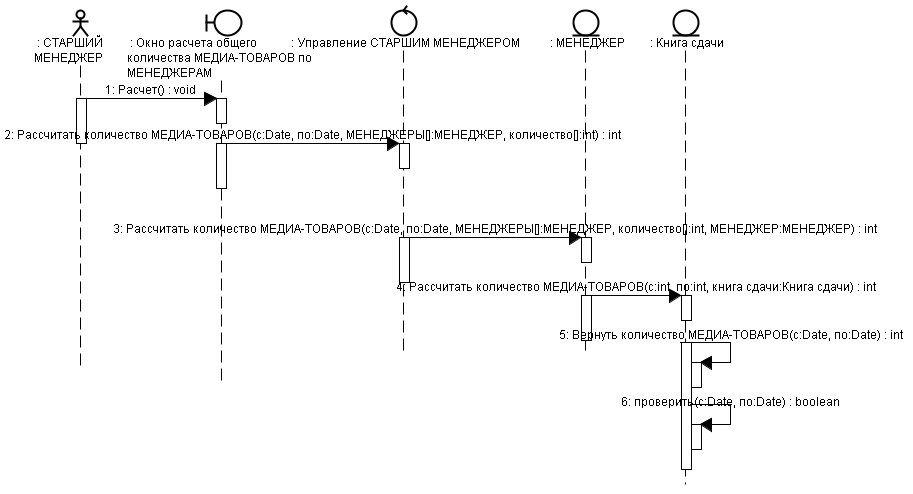 : СТАРШИЙ
МЕНЕДЖЕР
: Окно расчета общего
количества МЕДИА-ТОВАРОВ по
МЕНЕДЖЕРАМ
: Управление СТАРШИМ МЕНЕДЖЕРОМ
: МЕНЕДЖЕР
: Книга сдачи
1: Расчет() : void
2: Рассчитать количество МЕДИА-ТОВАРОВ(с:Date, по:Date, МЕНЕДЖЕРЫ[]:МЕНЕДЖЕР, количество[]:int) : int
3: Рассчитать количество МЕДИА-ТОВАРОВ(с:Date, по:Date, МЕНЕДЖЕРЫ[]:МЕНЕДЖЕР, количество[]:int, МЕНЕДЖЕР:МЕНЕДЖЕР) : int
4: Рассчитать количество МЕДИА-ТОВАРОВ(с:int, по:int, книга сдачи:Книга сдачи) : int
5: Вернуть количество МЕДИА-ТОВАРОВ(с:Date, по:Date) : int
6: проверить(с:Date, по:Date) : boolean